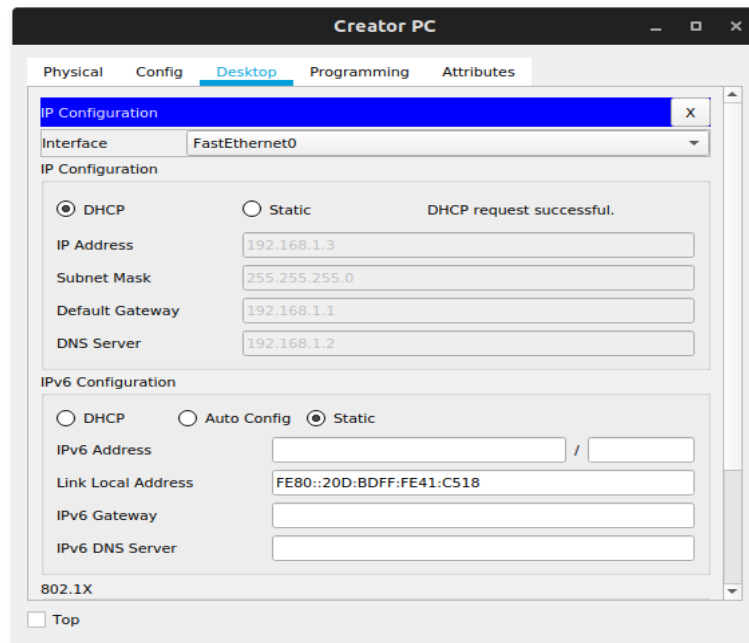 Creator PC
Physical Config Desktop Programming Attributes
IP Configuration X
Interface FastEthernet0
IP Configuration
DHCP Static DHCP request successful.
IP Address 192.168.1.3
Subnet Mask 255.255.255.0
Default Gateway 192.168.1.1
DNS Server 192.168.1.2
IPv6 Configuration
DHCP Auto Config Static
IPv6 Address /
Link Local Address FE80::20D:BDFF:FE41:C518
IPv6 Gateway
IPv6 DNS Server
802.1X
Top